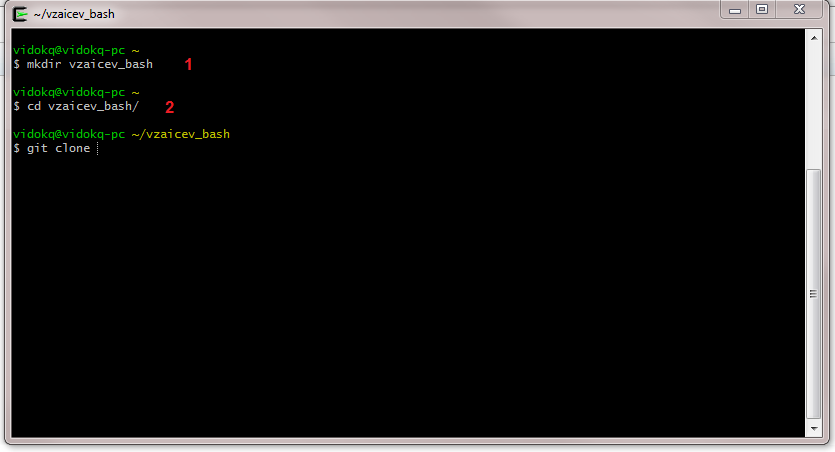 ~/vzaicev_bash
vidokq@vidokq-pc ~
$ mkdir vzaicev_bash 1
vidokq@vidokq-pc ~
$ cd vzaicev_bash/ 2
vidokq@vidokq-pc ~/vzaicev_bash
$ git clone